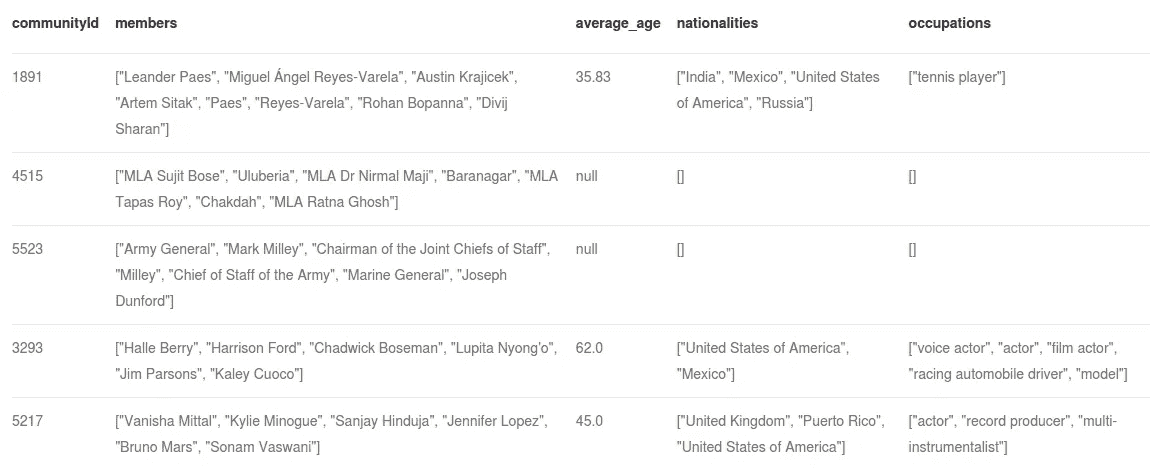 communityId members average_age nationalities occupations
1891 ["Leander Paes", "Miguel Ángel Reyes-Varela", "Austin Krajicek", 35.83 ["India", "Mexico", "United States ["tennis player"]
"Artem Sitak", "Paes", "Reyes-Varela", "Rohan Bopanna", "Divij of America", "Russia"]
Sharan"]
4515 ["MLA Sujit Bose", "Uluberia", "MLA Dr Nirmal Maji", "Baranagar", "MLA null [] []
Tapas Roy", "Chakdah", "MLA Ratna Ghosh"]
5523 ["Army General", "Mark Milley", "Chairman of the Joint Chiefs of Staff", null [] []
"Milley", "Chief of Staff of the Army", "Marine General", "Joseph
Dunford"]
3293 ["Halle Berry", "Harrison Ford", "Chadwick Boseman", "Lupita Nyong'o", 62.0 ["United States of America", ["voice actor", "actor", "film actor",
"Jim Parsons", "Kaley Cuoco"] "Mexico"] "racing automobile driver", "model"]
5217 ["Vanisha Mittal", "Kylie Minogue", "Sanjay Hinduja", "Jennifer Lopez", 45.0 ["United Kingdom", "Puerto Rico", ["actor", "record producer", "multi-
"Bruno Mars", "Sonam Vaswani"] "United States of America"] instrumentalist"]